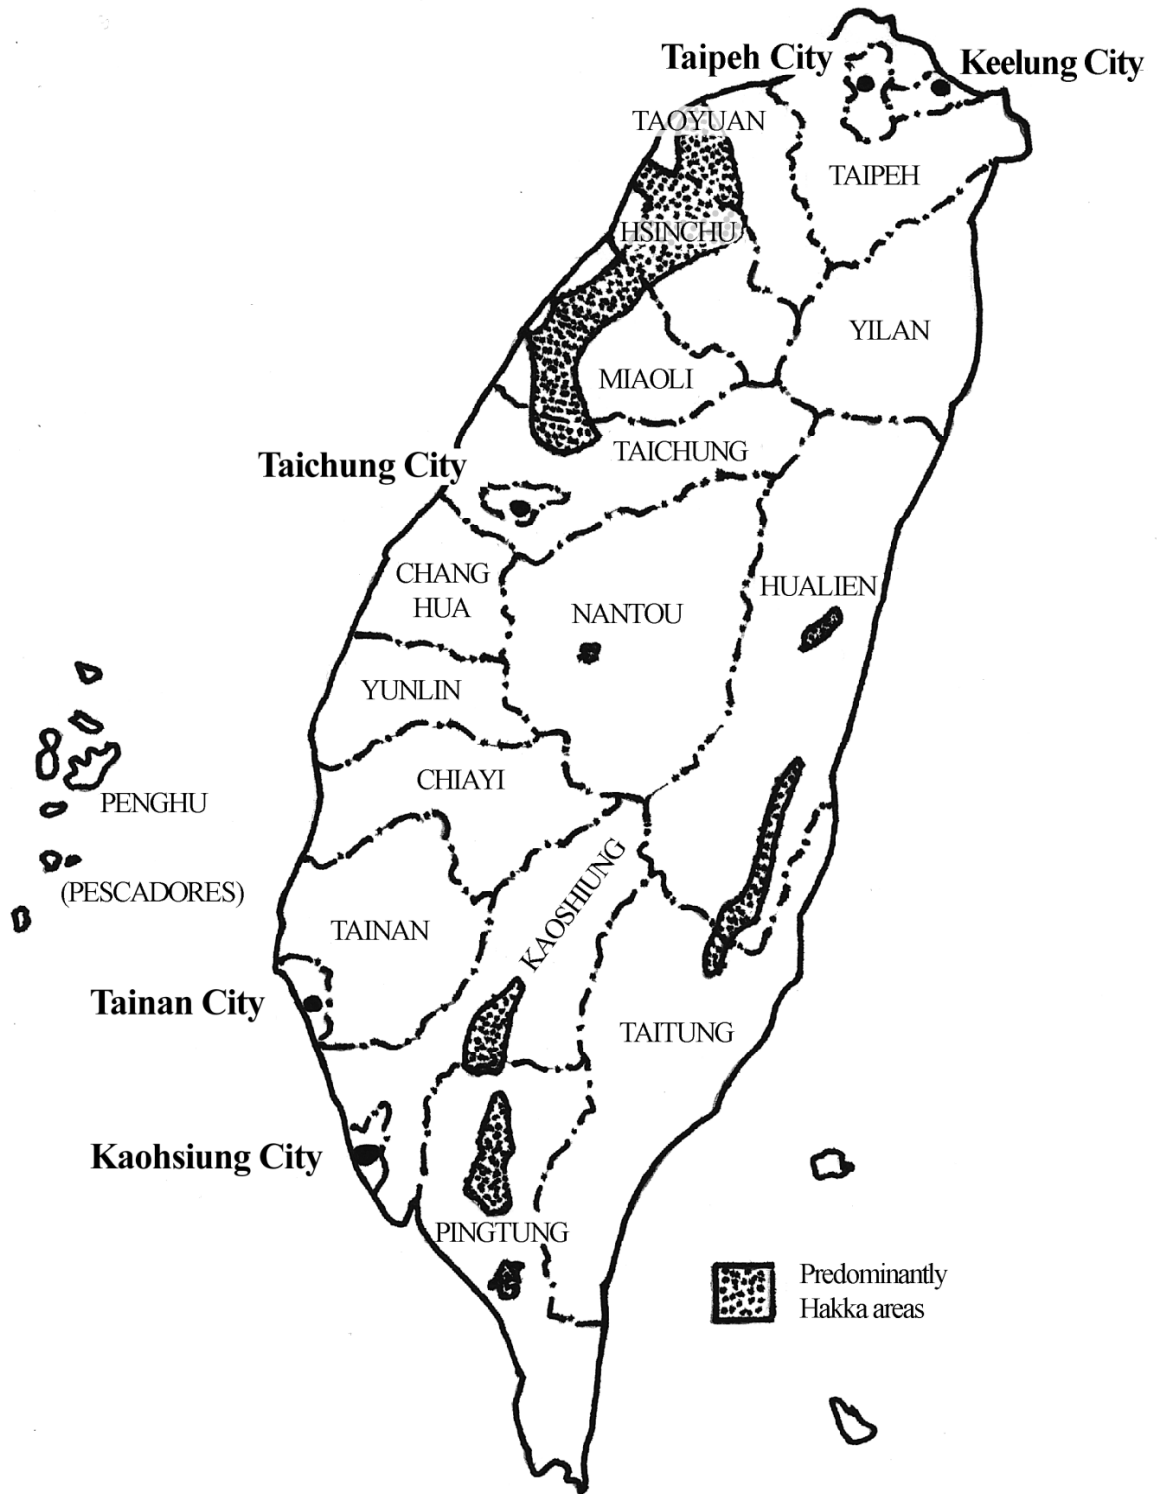 Taipeh City
Keelung City
TAOYUAN
TAIPEH
HSINCHU
YILAN
MIAOLI
TAICHUNG
Taichung City
CHANG
HUA
HUALIEN
NANTOU
YUNLIN
CHIAYI
PENGHU
(PESCADORES)
KAOSHIUNG
TAINAN
Tainan City
TAITUNG
Kaohsiung City
PINGTUNG
Predominantly
Hakka areas